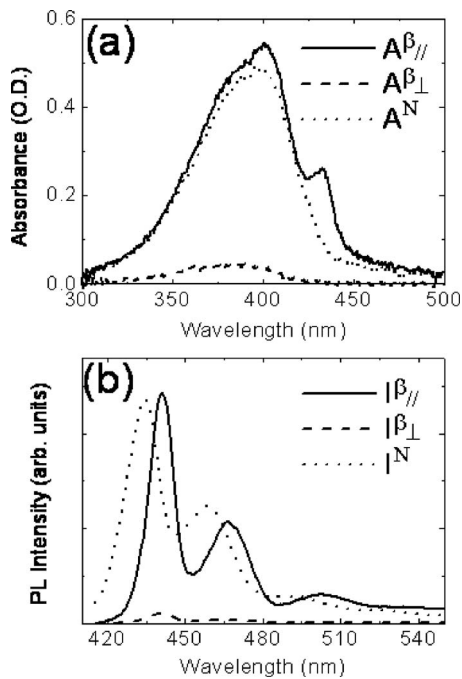 (a)
A^β//
A^β⊥
A^N
Absorbance (O.D.)
0.6
0.4
0.2
0.0
300 350 400 450 500
Wavelength (nm)
(b)
I^β//
I^β⊥
I^N
PL Intensity (arb. units)
420 450 480 510 540
Wavelength (nm)